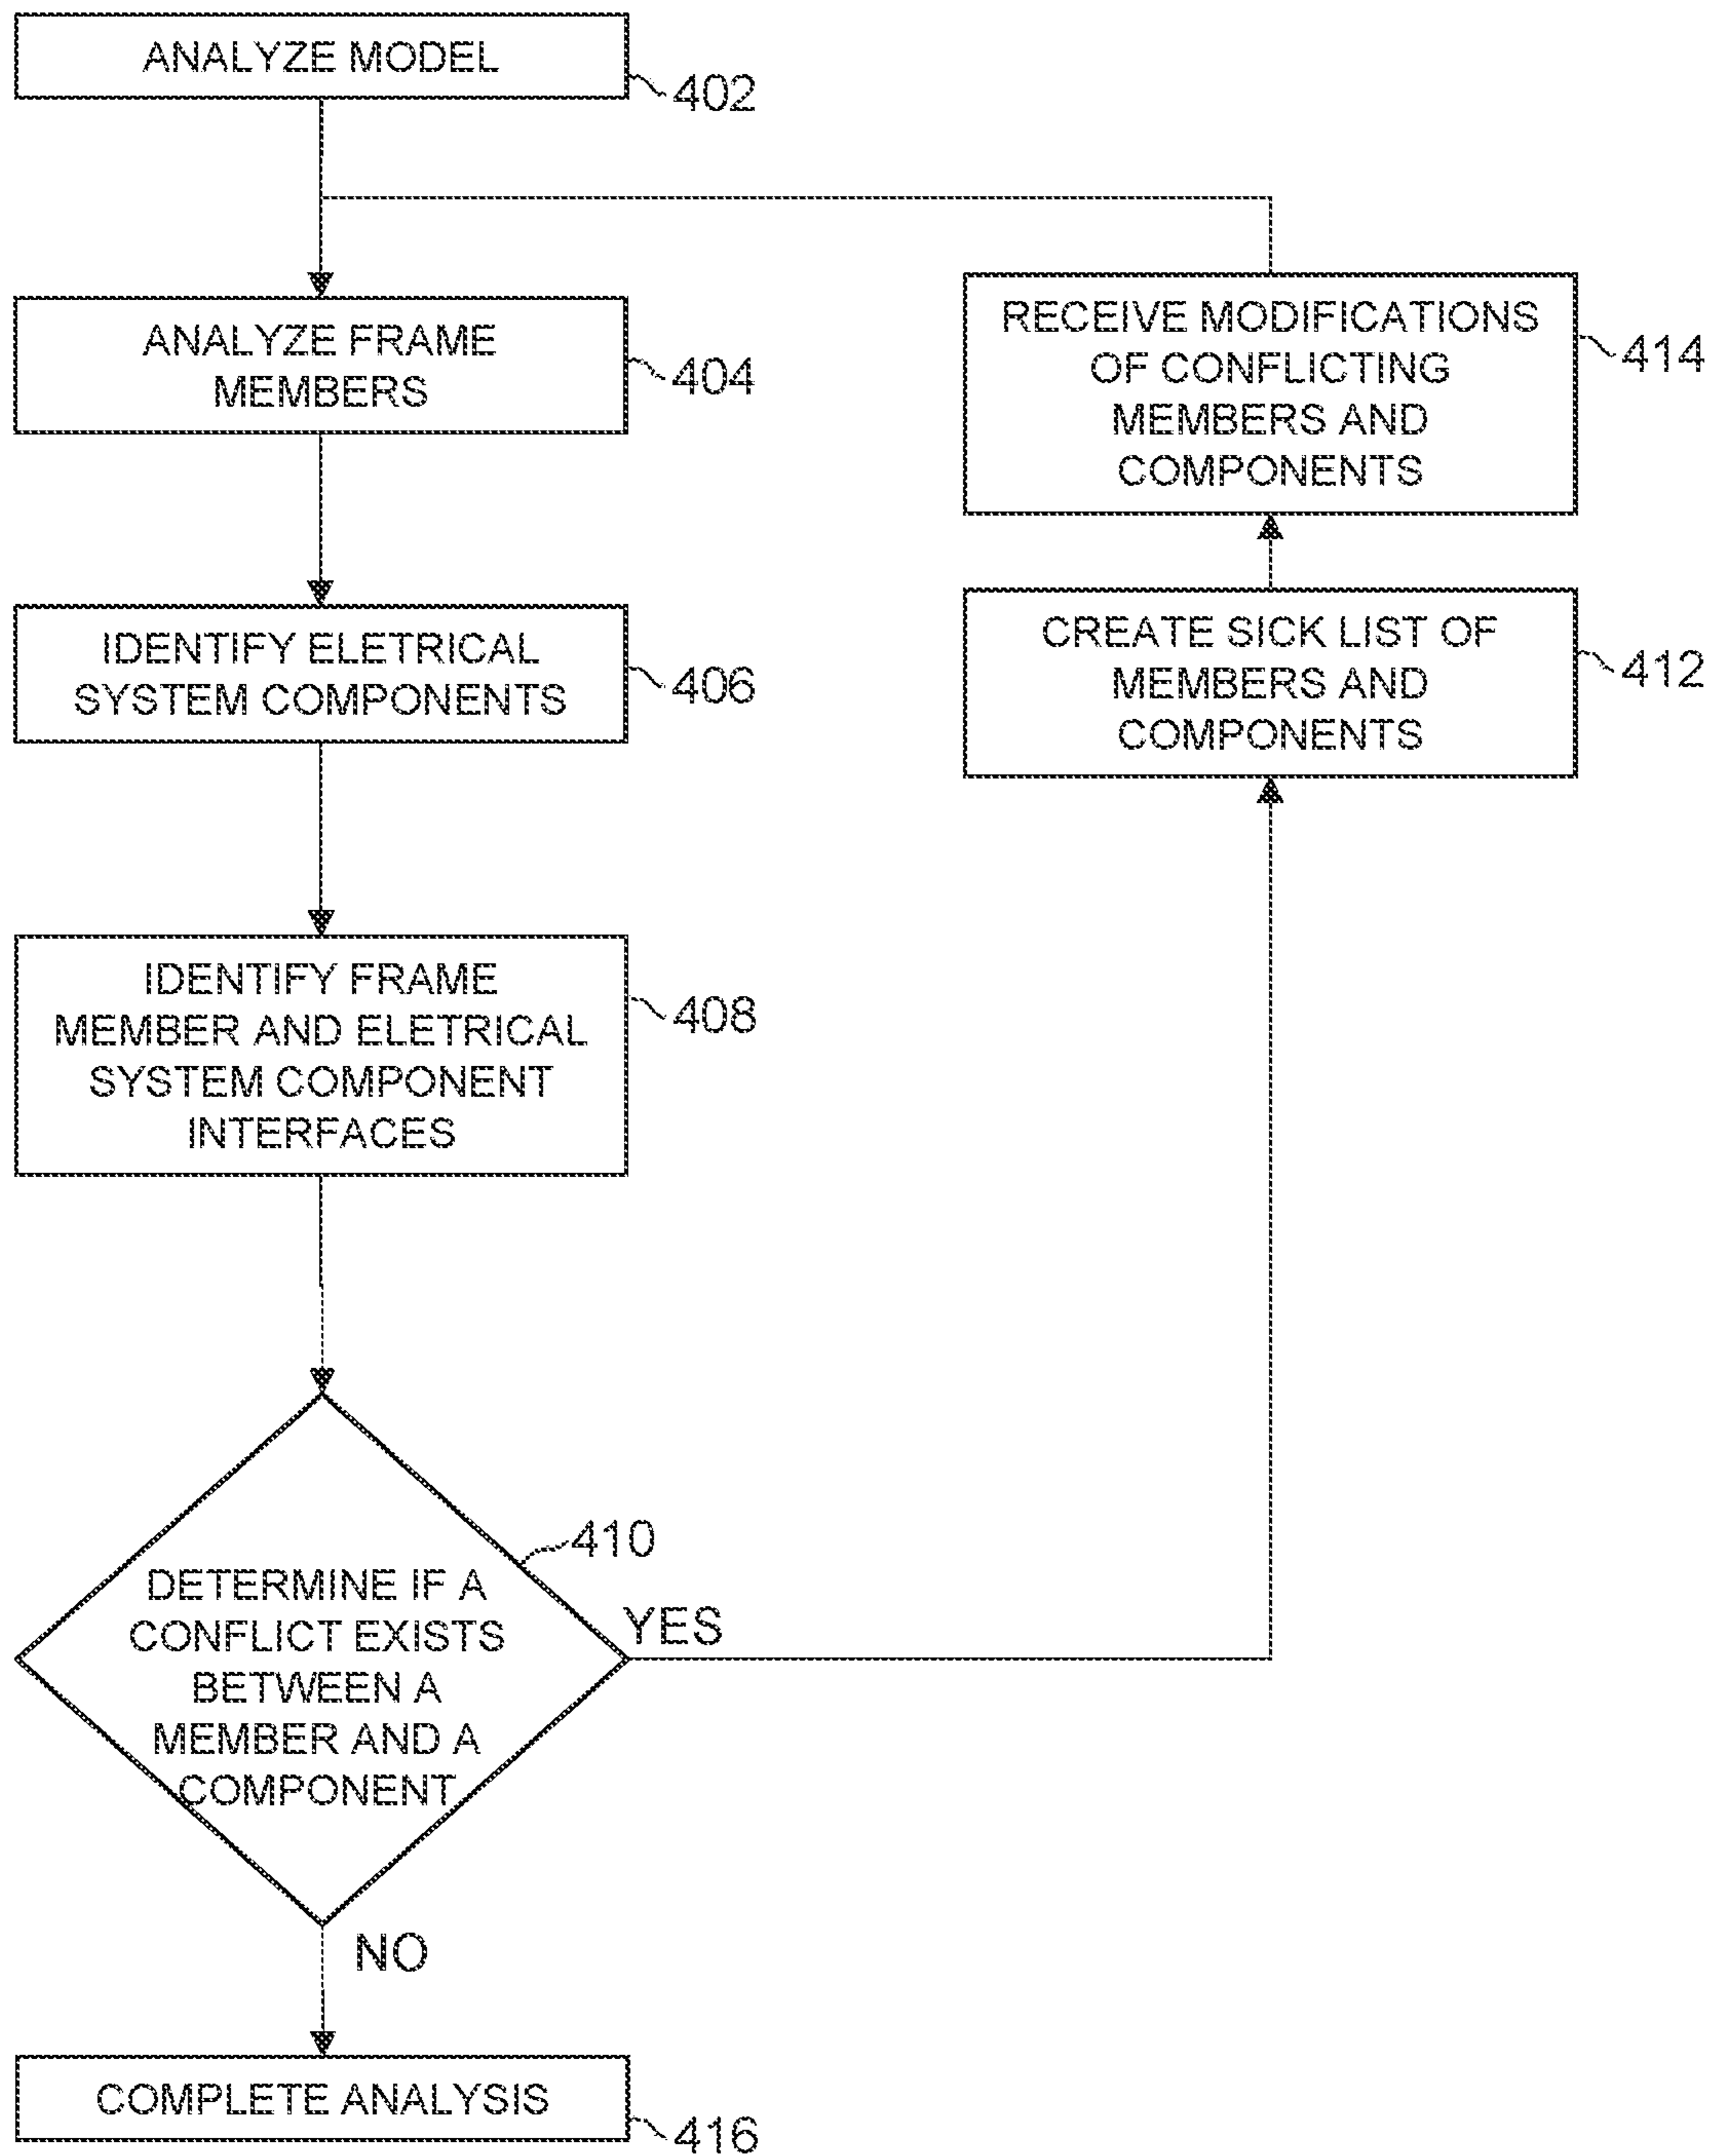 ANALYZE MODEL
402
ANALYZE FRAME
MEMBERS
404
IDENTIFY ELETRICAL
SYSTEM COMPONENTS
406
IDENTIFY FRAME
MEMBER AND ELETRICAL
SYSTEM COMPONENT
INTERFACES
408
DETERMINE IF A
CONFLICT EXISTS
BETWEEN A
MEMBER AND A
COMPONENT
410
YES
NO
COMPLETE ANALYSIS
416
RECEIVE MODIFICATIONS
OF CONFLICTING
MEMBERS AND
COMPONENTS
414
CREATE SICK LIST OF
MEMBERS AND
COMPONENTS
412